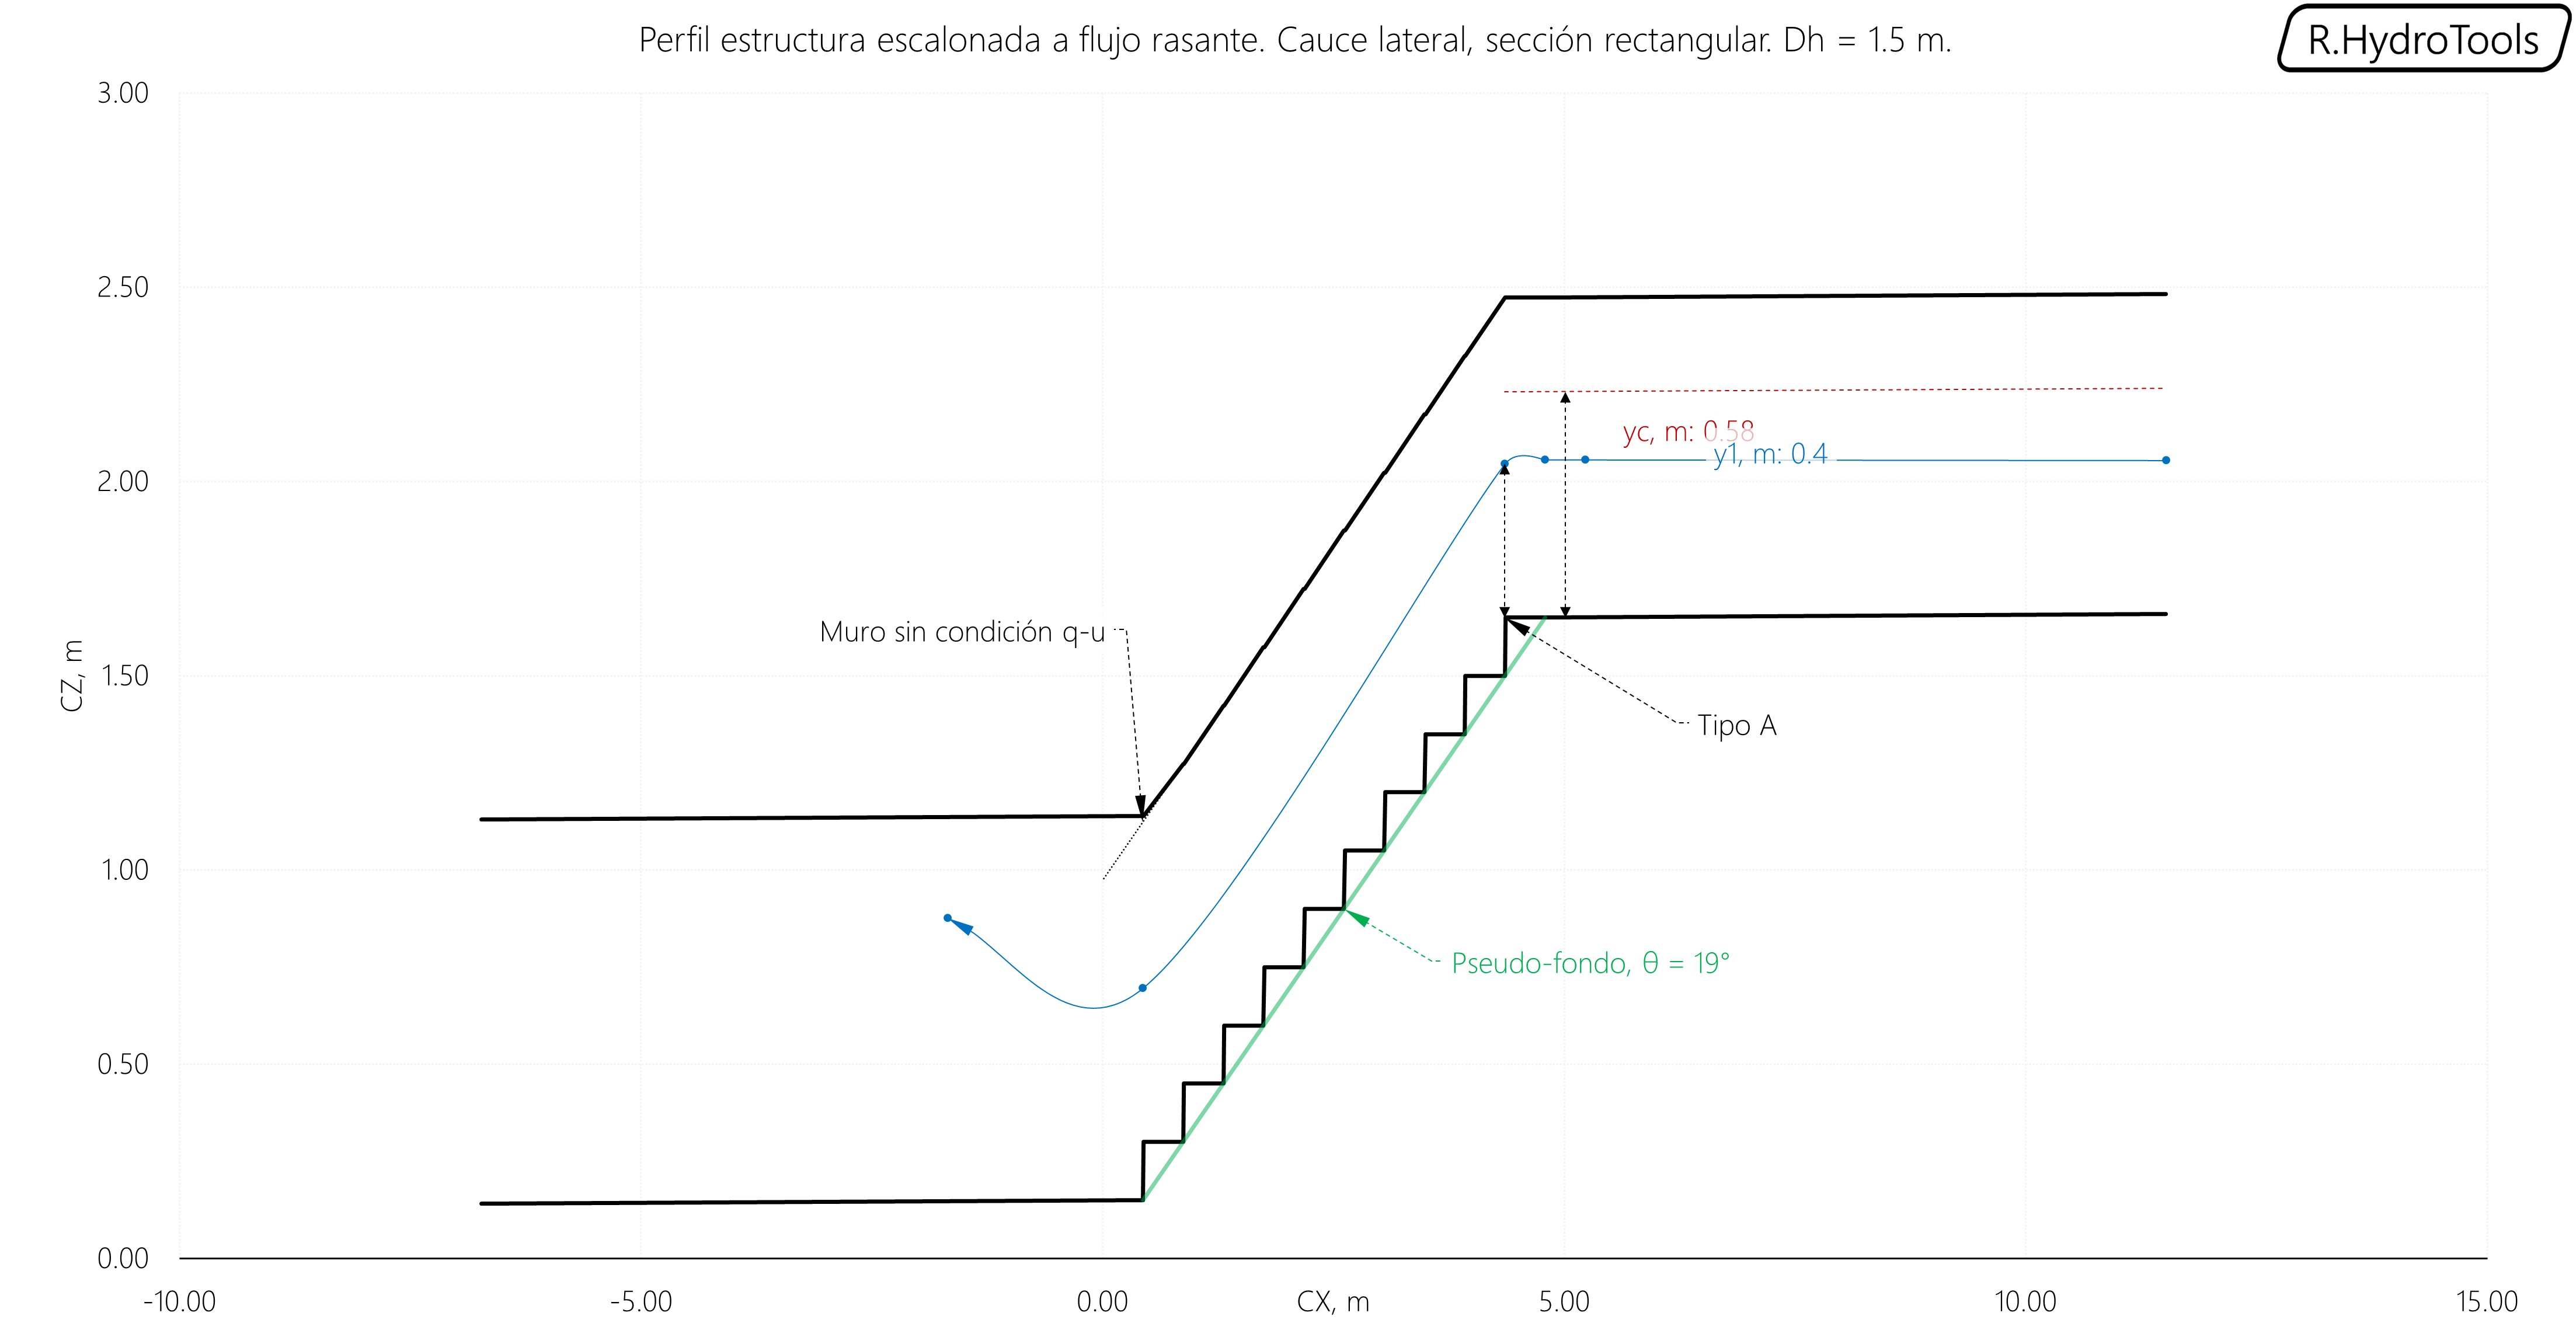 Perfil estructura escalonada a flujo rasante. Cauce lateral, sección rectangular. Dh = 1.5 m.
R.HydroTools
3.00
2.50
2.00
1.50
1.00
0.50
0.00
CZ, m
yc, m: 0.58
y1, m: 0.4
Muro sin condición q-u
Tipo A
Pseudo-fondo, θ = 19°
-10.00
-5.00
0.00
CX, m
5.00
10.00
15.00